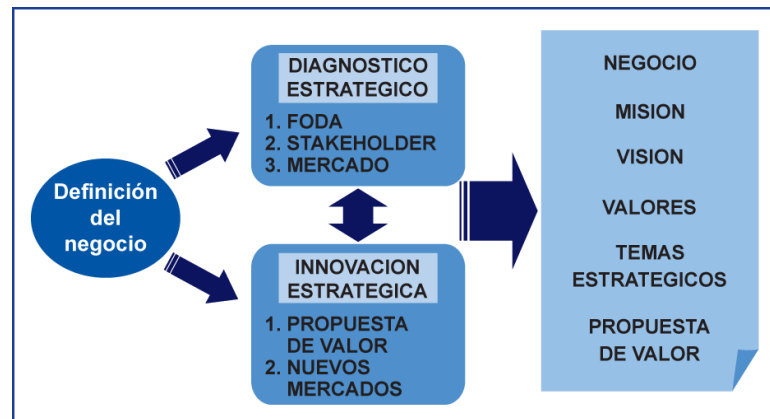 Definición
del
negocio
DIAGNOSTICO
ESTRATEGICO
1. FODA
2. STAKEHOLDER
3. MERCADO
INNOVACION
ESTRATEGICA
1. PROPUESTA
DE VALOR
2. NUEVOS
MERCADOS
NEGOCIO
MISION
VISION
VALORES
TEMAS
ESTRATEGICOS
PROPUESTA
DE VALOR